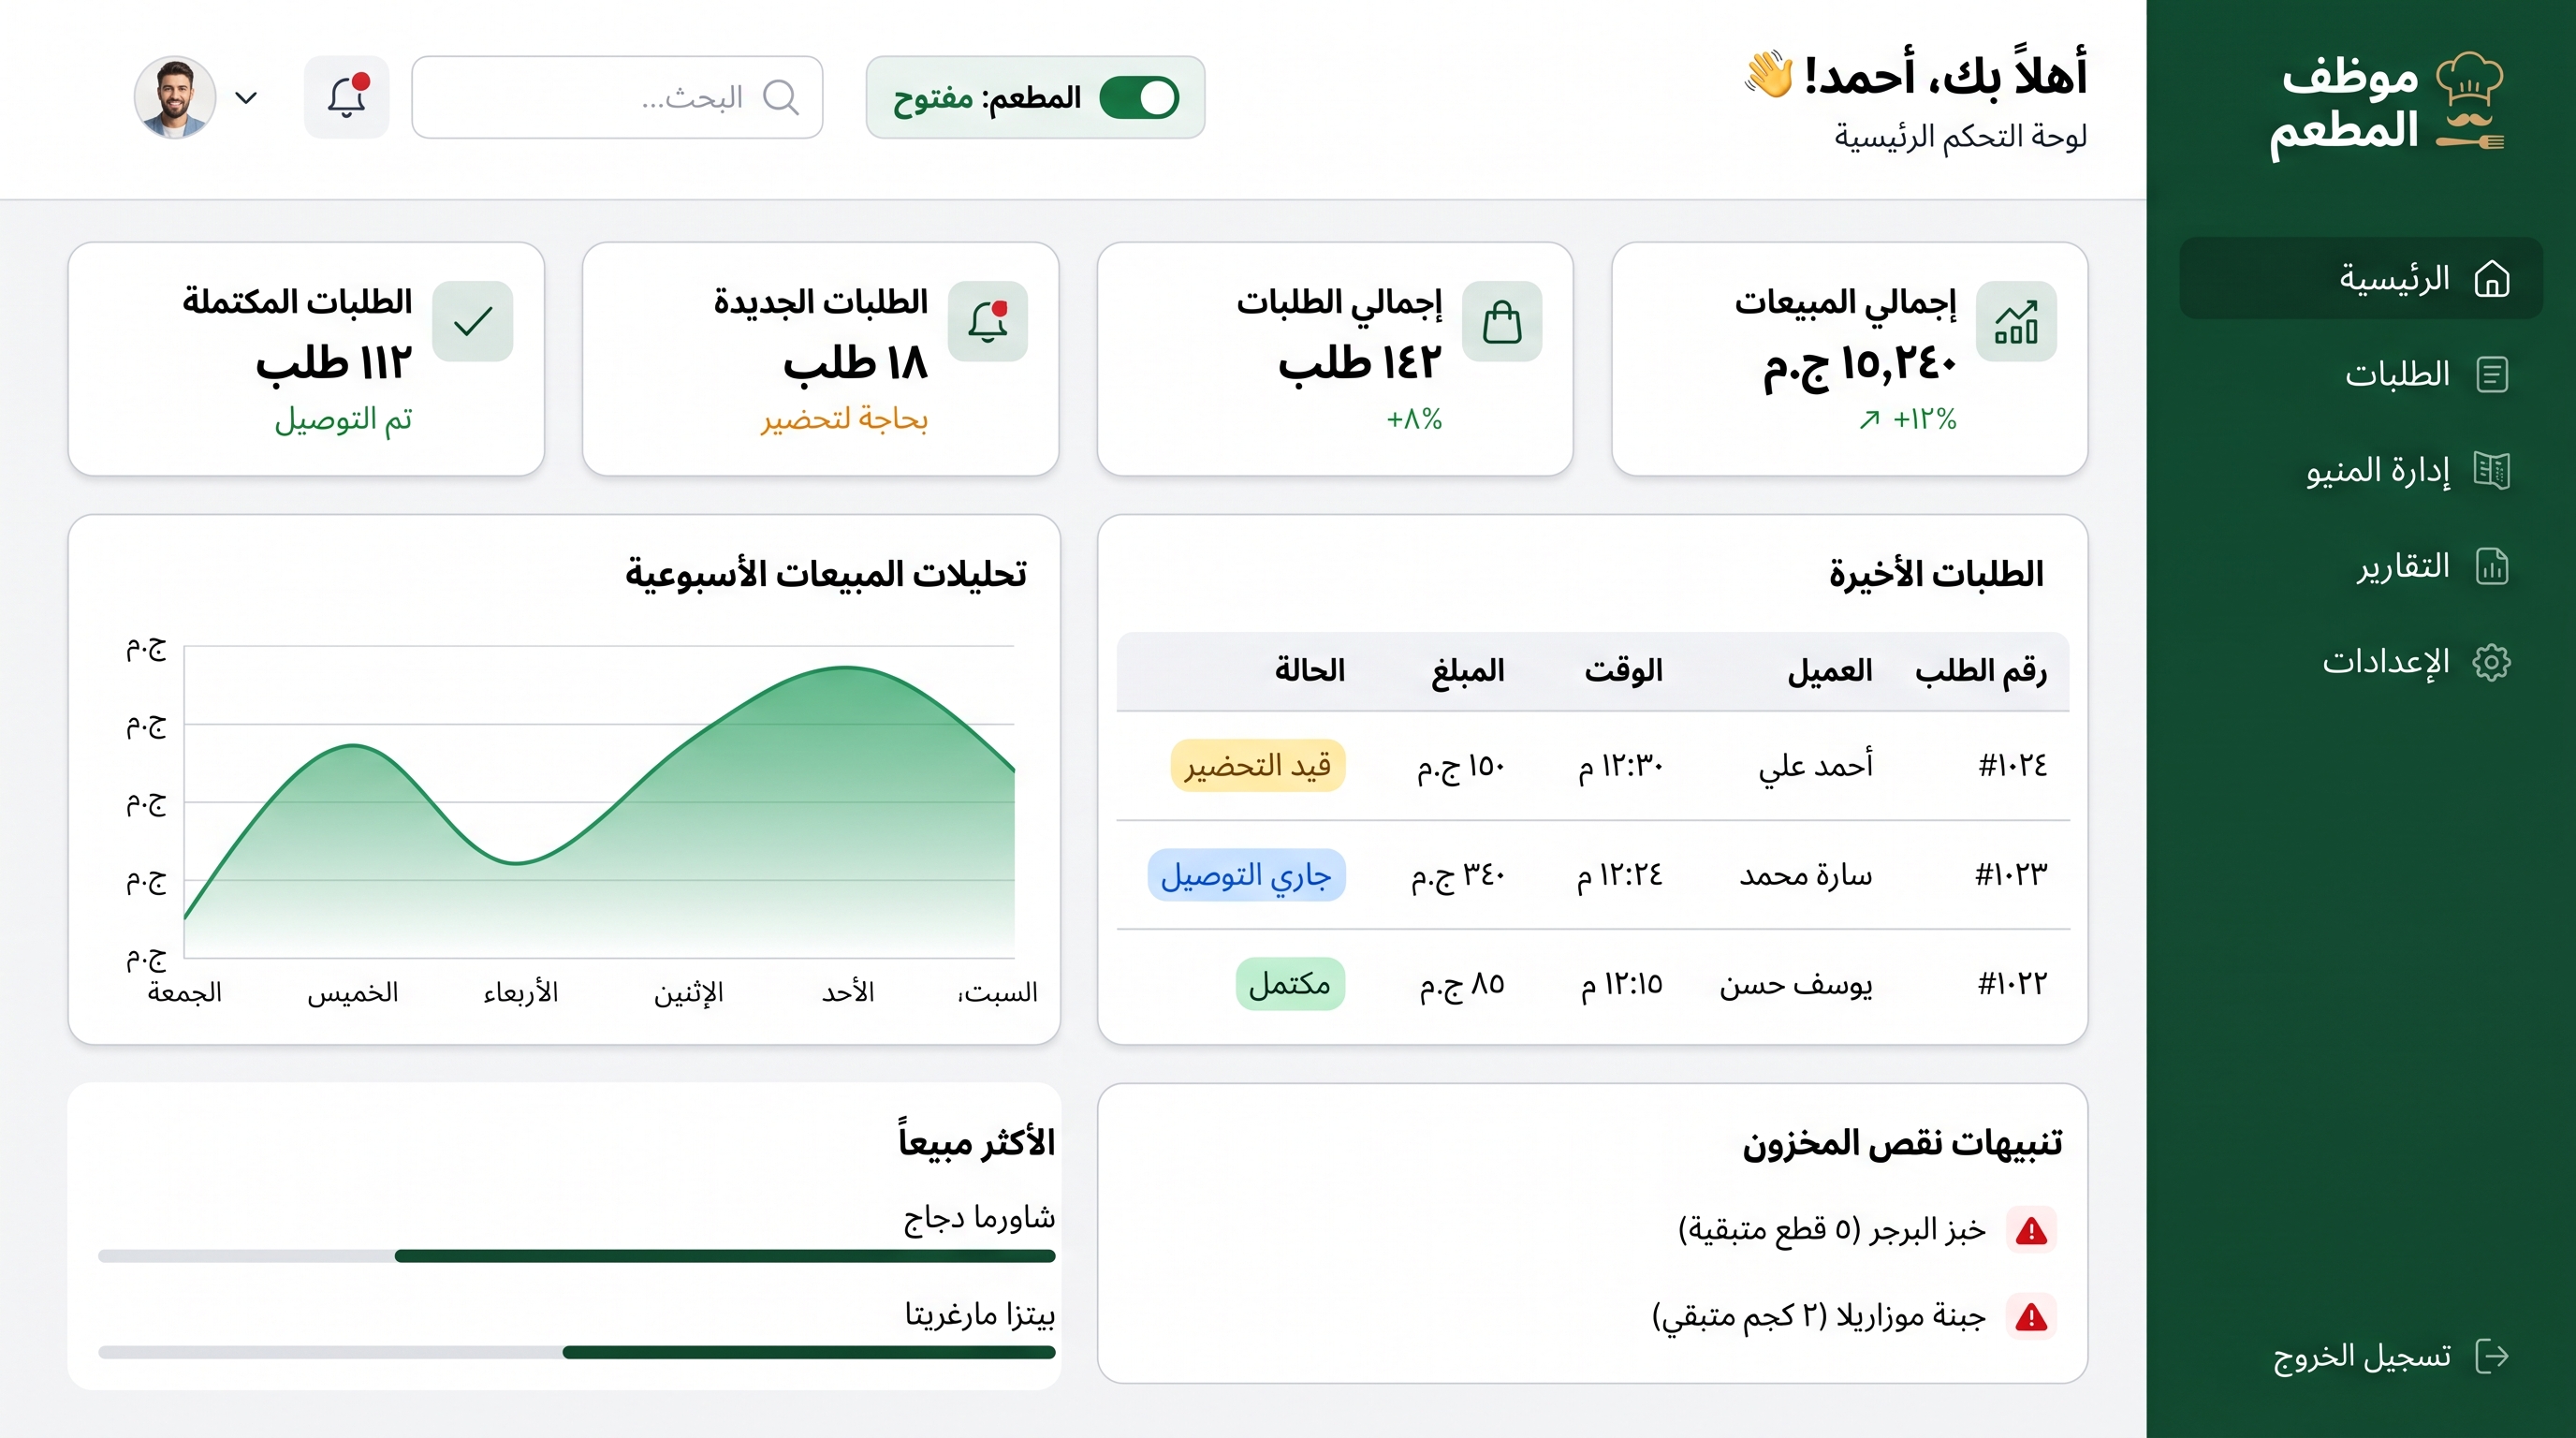 موظف
المطعم
الرئيسية
الطلبات
إدارة المنيو
التقارير
الإعدادات
تسجيل الخروج
أهلاً بك، أحمد! 👋
لوحة التحكم الرئيسية
المطعم: مفتوح
البحث...
إجمالي المبيعات
١٥,٢٤٠ ج.م
+١٢%
إجمالي الطلبات
١٤٢ طلب
+٨%
الطلبات الجديدة
١٨ طلب
بحاجة لتحضير
الطلبات المكتملة
١١٢ طلب
تم التوصيل
الطلبات الأخيرة
رقم الطلب العميل الوقت المبلغ الحالة
#١٠٢٤ أحمد علي ١٢:٣٠ م ١٥٠ ج.م قيد التحضير
#١٠٢٣ سارة محمد ١٢:٢٤ م ٣٤٠ ج.م جاري التوصيل
#١٠٢٢ يوسف حسن ١٢:١٥ م ٨٥ ج.م مكتمل
تحليلات المبيعات الأسبوعية
ج.م
ج.م
ج.م
ج.م
ج.م
السبت، الأحد الإثنين الأربعاء الخميس الجمعة
تنبيهات نقص المخزون
خبز البرجر (٥ قطع متبقية)
جبنة موزاريلا (٢ كجم متبقي)
الأكثر مبيعاً
شاورما دجاج
بيتزا مارغريتا